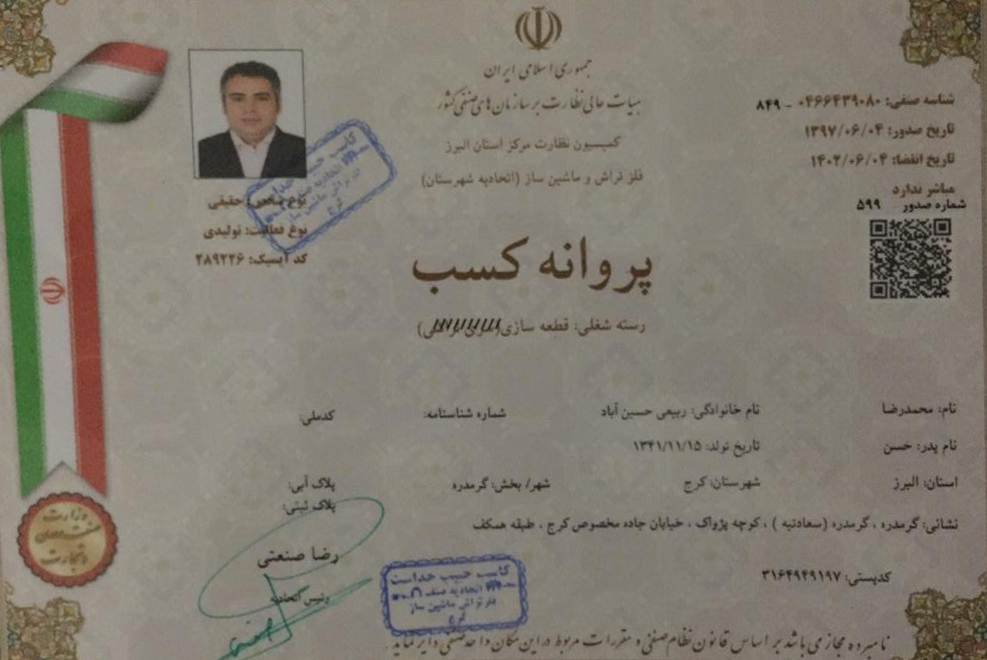 جمهوری اسلامی ایران
هیات عالی نظارت بر سازمان های صنفی کشور
کمیسیون نظارت مرکز استان البرز
فلز تراش و ماشین ساز (اتحادیه شهرستان)
شناسه صنفی: ۰۴۶۶۴۳۹۰۸۰ - ۸۴۹
تاریخ صدور: ۱۳۹۷/۰۶/۰۴
تاریخ انقضا: ۱۴۰۲/۰۶/۰۴
مباشر ندارد
شماره صدور ۵۹۹
نوع شخص: حقیقی
نوع فعالیت: تولیدی
کد آیسیک: ۲۸۹۲۲۶
پروانه کسب
رسته شغلی: قطعه سازی
نام: محمدرضا نام خانوادگی: ربیعی حسین آباد شماره شناسنامه: کدملی:
نام پدر: حسن تاریخ تولد: ۱۳۴۱/۱۱/۱۵
استان: البرز شهرستان: کرج شهر/ بخش: گرمدره پلاک آبی:
پلاک ثبتی:
نشانی: گرمدره ، گرمدره (سعادتیه ) ، کوچه پژواک ، خیابان جاده مخصوص کرج ، طبقه همکف
کدپستی: ۳۱۶۴۹۴۹۱۹۷
رضا صنعتی
رئیس اتحادیه
کاسب حبیب خداست
اتحادیه صنف
فلز تراش ماشین ساز
کرج
کاسب حبیب خداست
وزارت
صنعت، معدن
و تجارت
نامبرده مجاز می باشد بر اساس قانون نظام صنفی و مقررات مربوط در این مکان واحد صنفی دایر نماید.